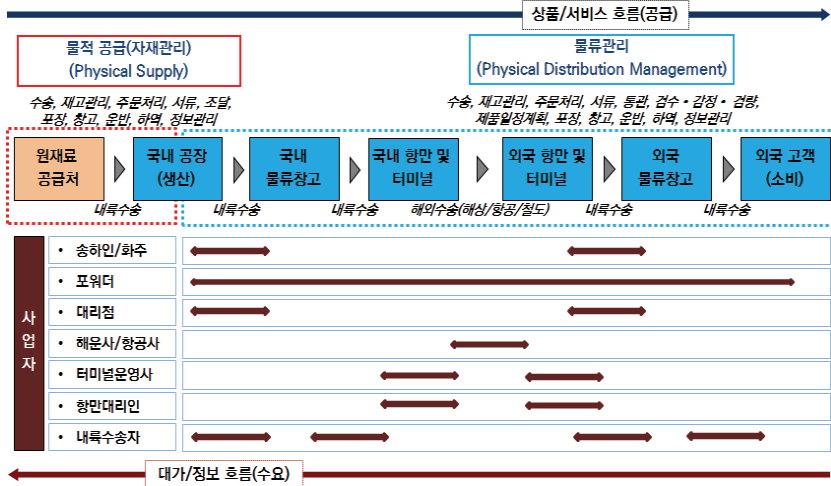 상품/서비스 흐름(공급)
물적 공급(자재관리)
(Physical Supply)
물류관리
(Physical Distribution Management)
수송, 재고관리, 주문처리, 서류, 조달,
포장, 창고, 운반, 하역, 정보관리
수송, 재고관리, 주문처리, 서류, 통관, 검수・감정・검량,
제품일정계획, 포장, 창고, 운반, 하역, 정보관리
원재료
공급처
국내 공장
(생산)
국내
물류창고
국내 항만 및
터미널
외국 항만 및
터미널
외국
물류창고
외국 고객
(소비)
내륙수송
내륙수송
내륙수송
해외수송(해상/항공/철도)
내륙수송
내륙수송
사업자
• 송하인/화주
• 포워더
• 대리점
• 해운사/항공사
• 터미널운영사
• 항만대리인
• 내륙수송자
대가/정보 흐름(수요)